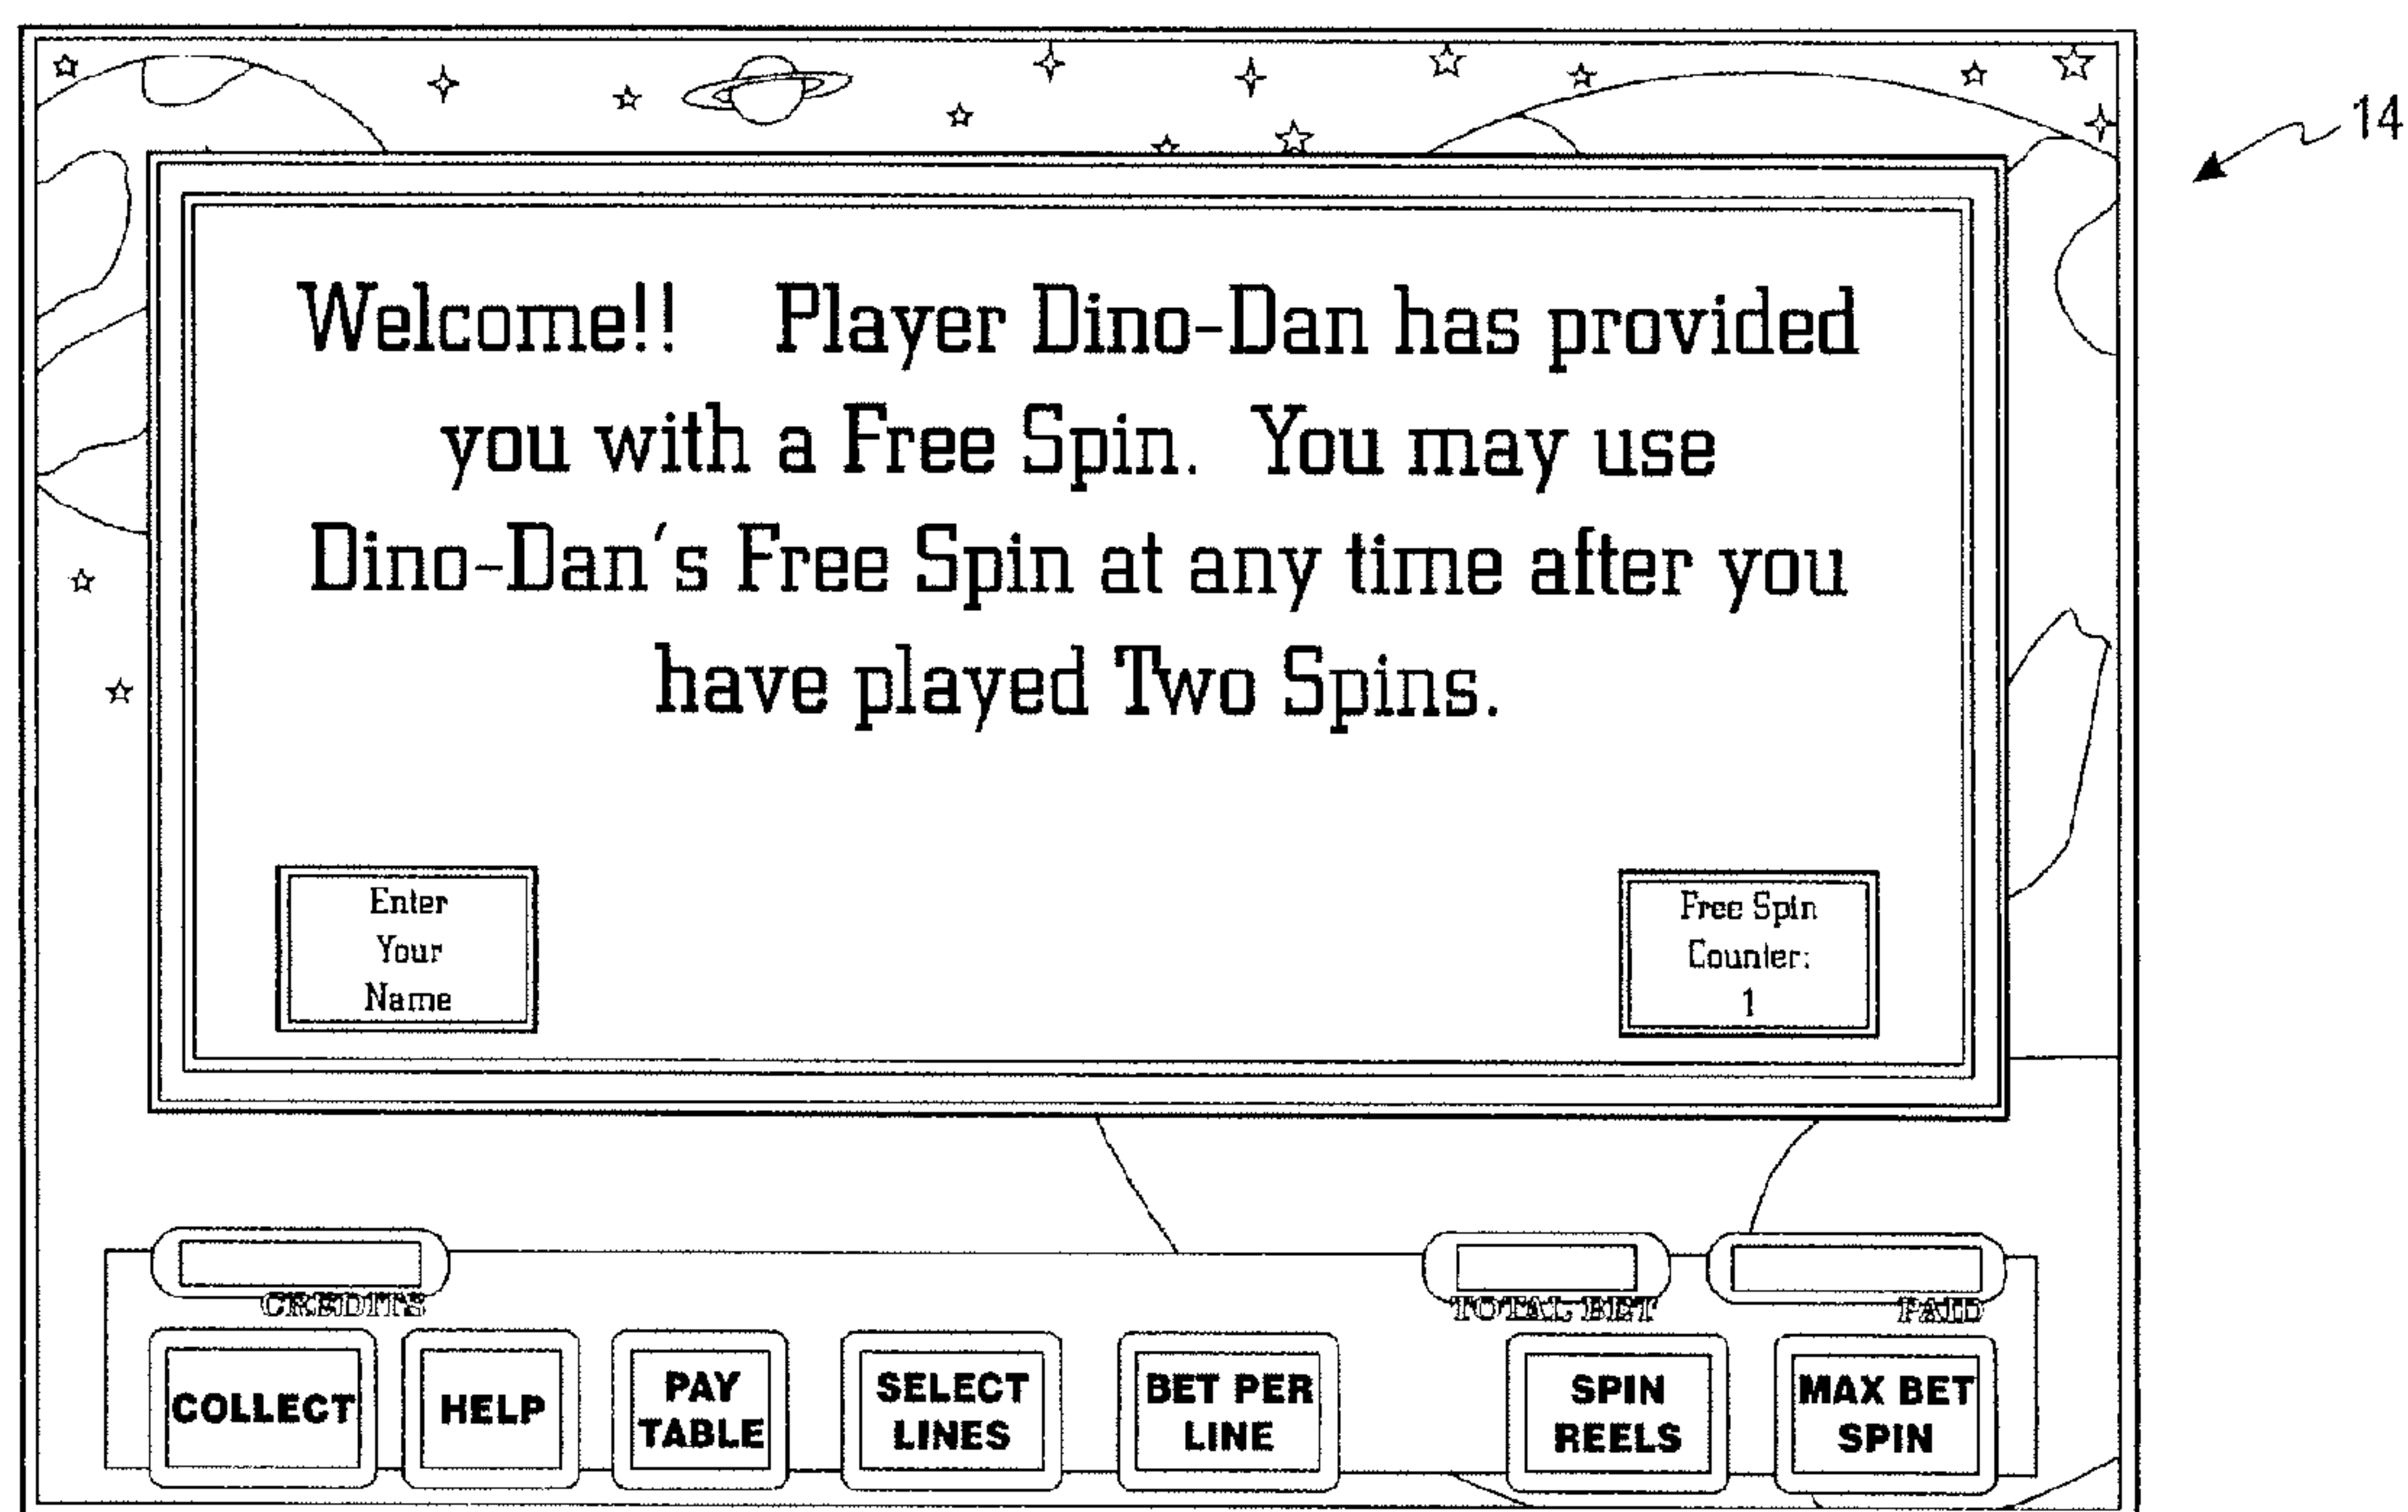 14
Welcome!! Player Dino-Dan has provided
you with a Free Spin. You may use
Dino-Dan's Free Spin at any time after you
have played Two Spins.
Enter
Your
Name
Free Spin
Counter:
1
CREDITS
TOTAL BET
PAID
COLLECT
HELP
PAY
TABLE
SELECT
LINES
BET PER
LINE
SPIN
REELS
MAX BET
SPIN